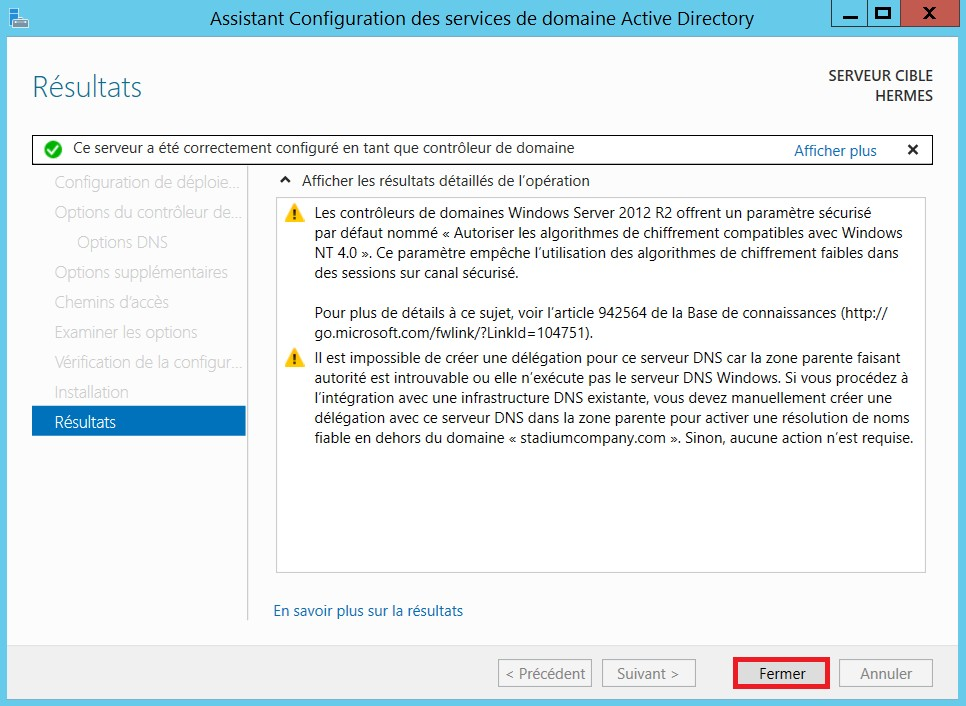 Assistant Configuration des services de domaine Active Directory
Résultats
SERVEUR CIBLE
HERMES
Ce serveur a été correctement configuré en tant que contrôleur de domaine
Afficher plus
Configuration de déploie...
Options du contrôleur de...
Options DNS
Options supplémentaires
Chemins d’accès
Examiner les options
Vérification de la configur...
Installation
Résultats
Afficher les résultats détaillés de l’opération
Les contrôleurs de domaines Windows Server 2012 R2 offrent un paramètre sécurisé
par défaut nommé « Autoriser les algorithmes de chiffrement compatibles avec Windows
NT 4.0 ». Ce paramètre empêche l’utilisation des algorithmes de chiffrement faibles dans
des sessions sur canal sécurisé.
Pour plus de détails à ce sujet, voir l’article 942564 de la Base de connaissances (http://
go.microsoft.com/fwlink/?LinkId=104751).
Il est impossible de créer une délégation pour ce serveur DNS car la zone parente faisant
autorité est introuvable ou elle n’exécute pas le serveur DNS Windows. Si vous procédez à
l’intégration avec une infrastructure DNS existante, vous devez manuellement créer une
délégation avec ce serveur DNS dans la zone parente pour activer une résolution de noms
fiable en dehors du domaine « stadiumcompany.com ». Sinon, aucune action n’est requise.
En savoir plus sur la résultats
< Précédent
Suivant >
Fermer
Annuler